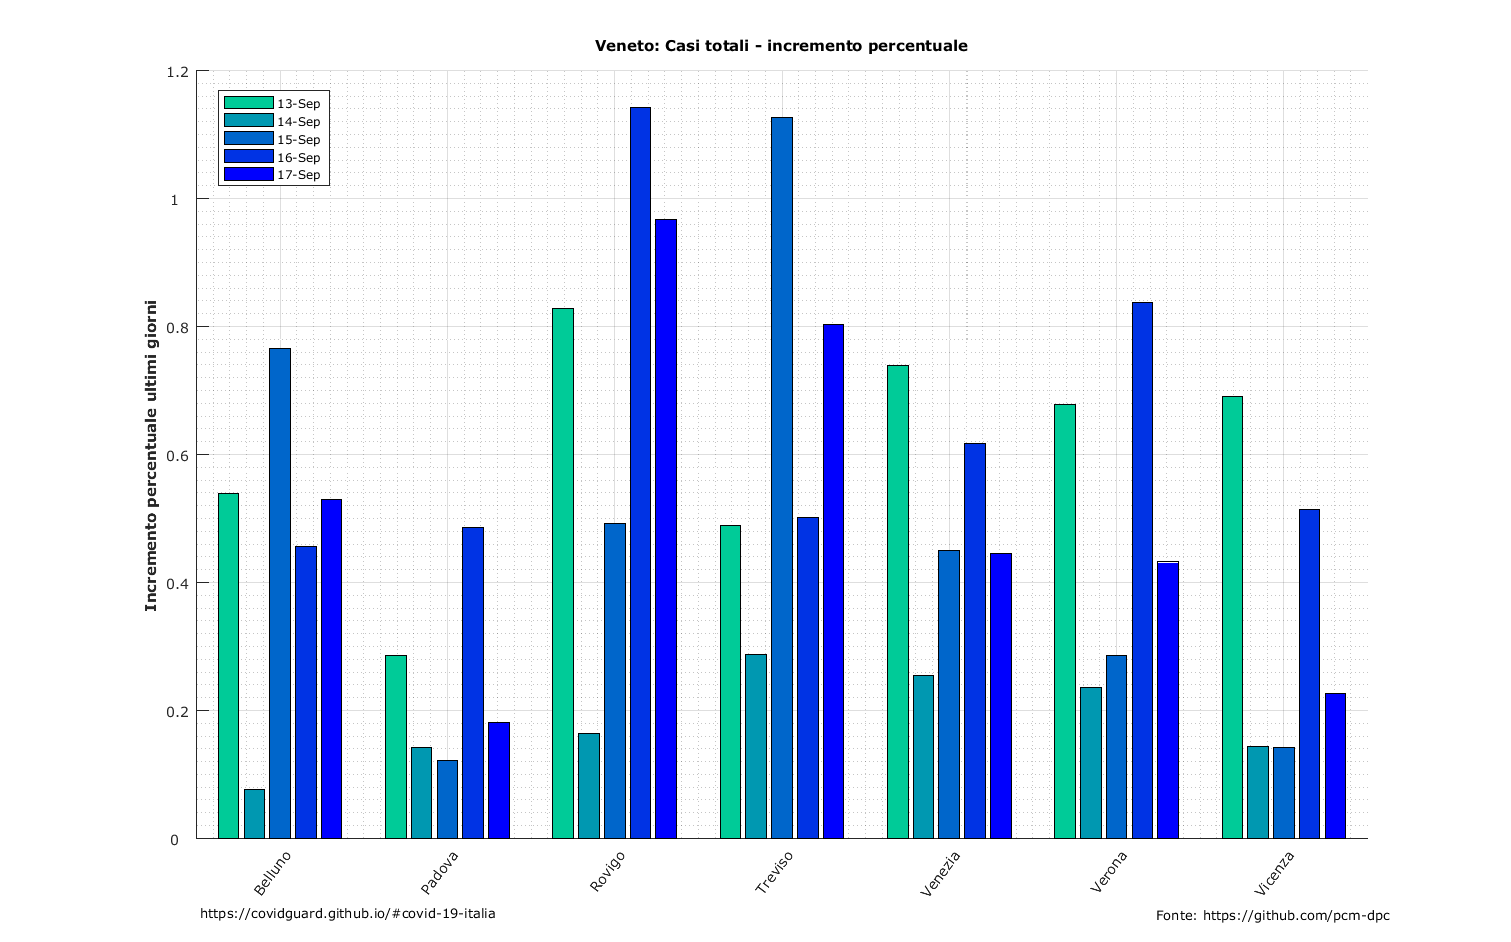 Veneto: Casi totali - incremento percentuale
1.2
1
0.8
0.6
0.4
0.2
0
Incremento percentuale ultimi giorni
13-Sep
14-Sep
15-Sep
16-Sep
17-Sep
Belluno
Padova
Rovigo
Treviso
Venezia
Verona
Vicenza
https://covidguard.github.io/#covid-19-italia
Fonte: https://github.com/pcm-dpc